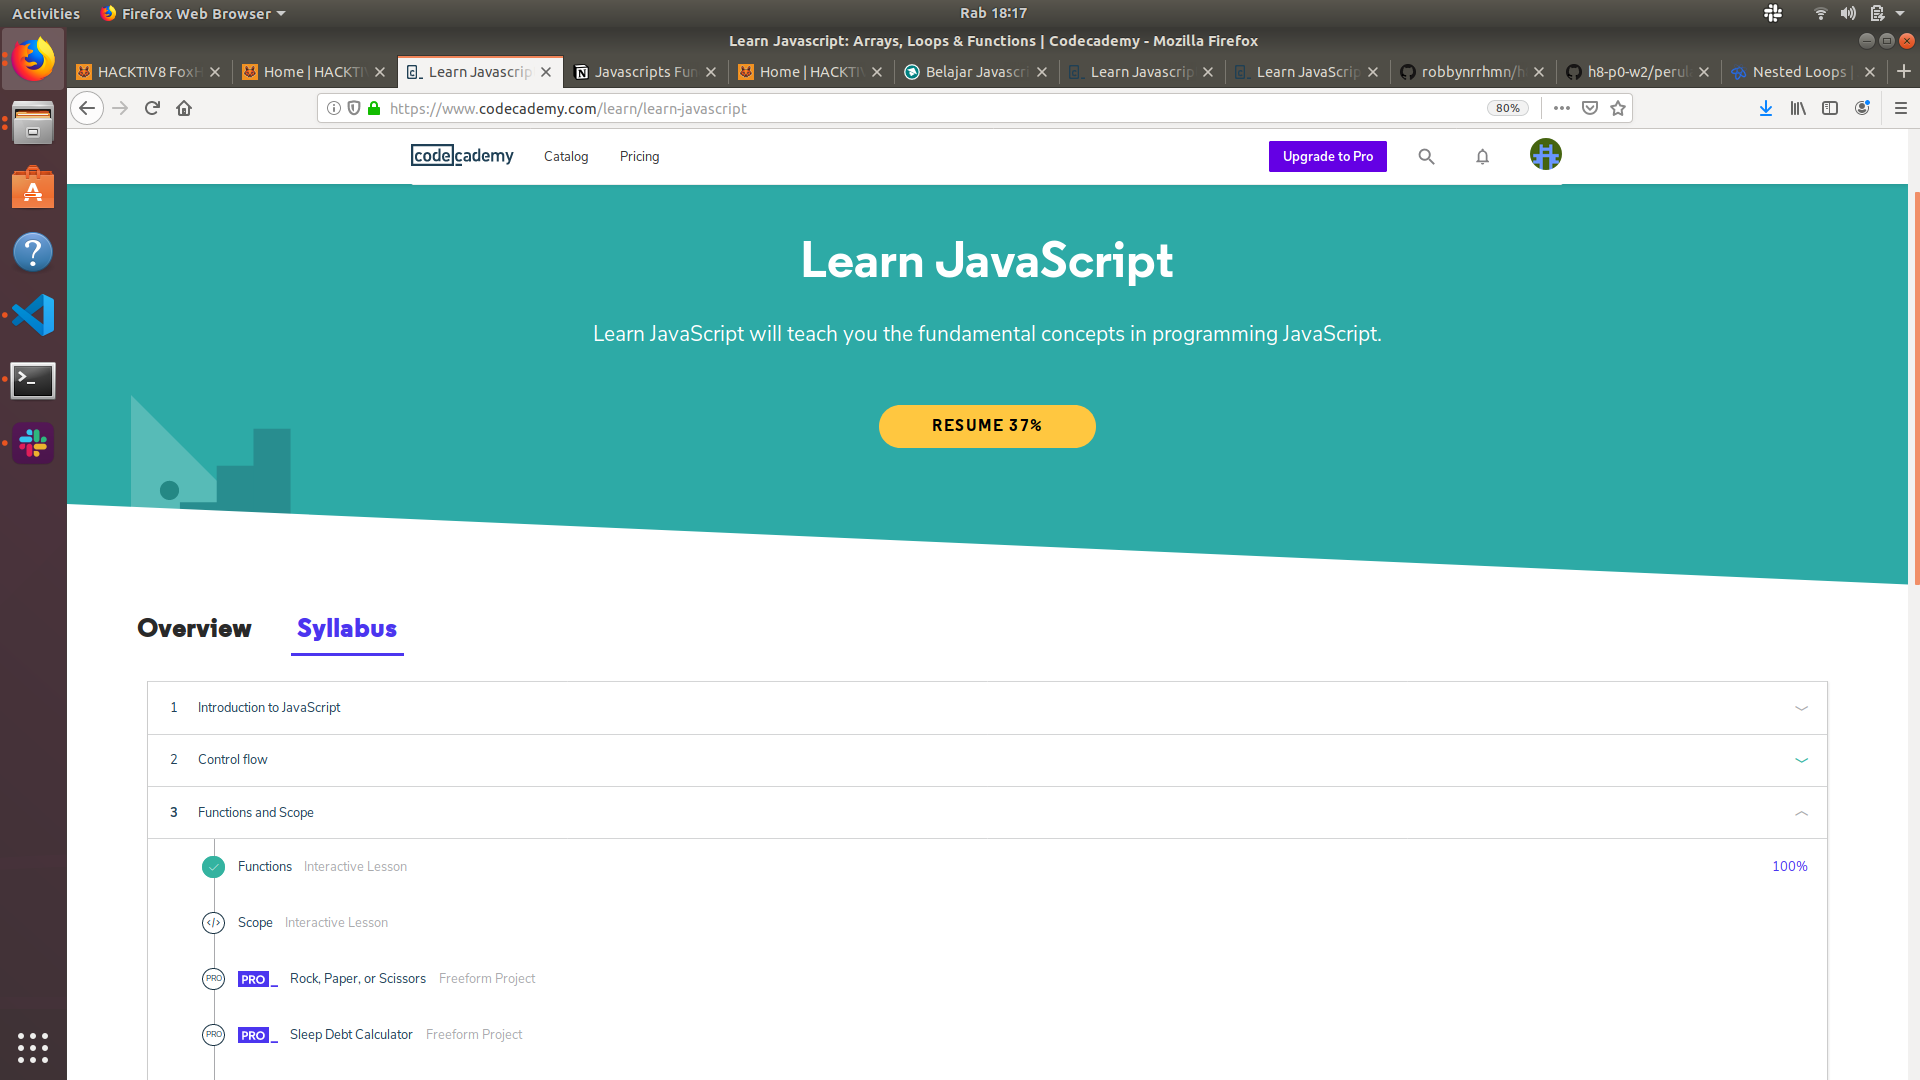 Activities Firefox Web Browser Rab 18:17
Learn Javascript: Arrays, Loops & Functions | Codecademy - Mozilla Firefox
HACKTIV8 FoxH Home | HACKTIV Learn Javascrip Javascripts Fun Home | HACKTIV Belajar Javascri Learn Javascrip Learn JavaScrip robbynrrhmn/h h8-p0-w2/perul Nested Loops |
https://www.codecademy.com/learn/learn-javascript 80%
codecademy Catalog Pricing Upgrade to Pro
Learn JavaScript
Learn JavaScript will teach you the fundamental concepts in programming JavaScript.
RESUME 37%
Overview Syllabus
1 Introduction to JavaScript
2 Control flow
3 Functions and Scope
Functions Interactive Lesson 100%
</> Scope Interactive Lesson
PRO PRO_ Rock, Paper, or Scissors Freeform Project
PRO PRO_ Sleep Debt Calculator Freeform Project